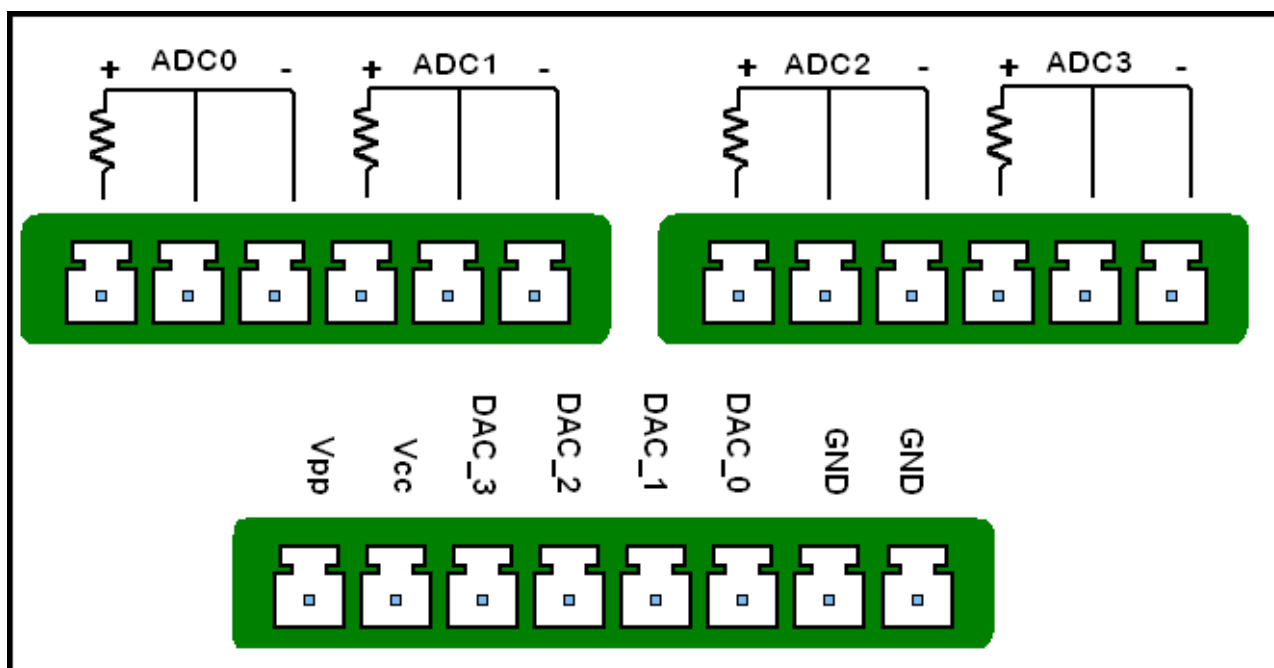 + ADC0 - + ADC1 - + ADC2 - + ADC3 -
Vpp
Vcc
DAC_3
DAC_2
DAC_1
DAC_0
GND
GND